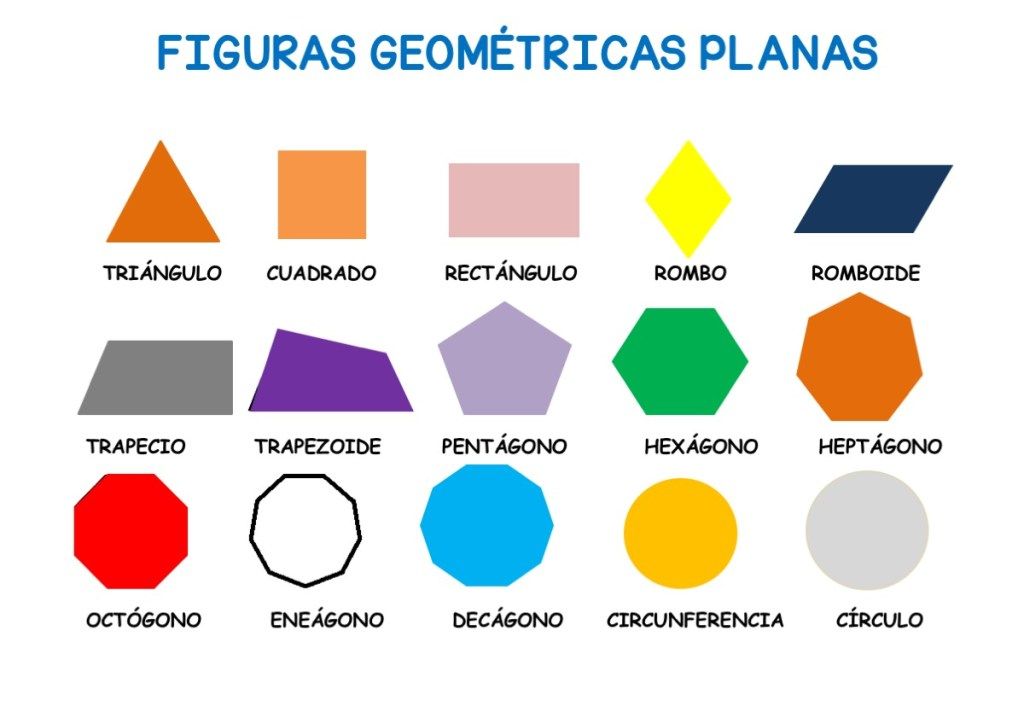 FIGURAS GEOMÉTRICAS PLANAS
TRIÁNGULO CUADRADO RECTÁNGULO ROMBO ROMBOIDE
TRAPECIO TRAPEZOIDE PENTÁGONO HEXÁGONO HEPTÁGONO
OCTÓGONO ENEÁGONO DECÁGONO CIRCUNFERENCIA CÍRCULO